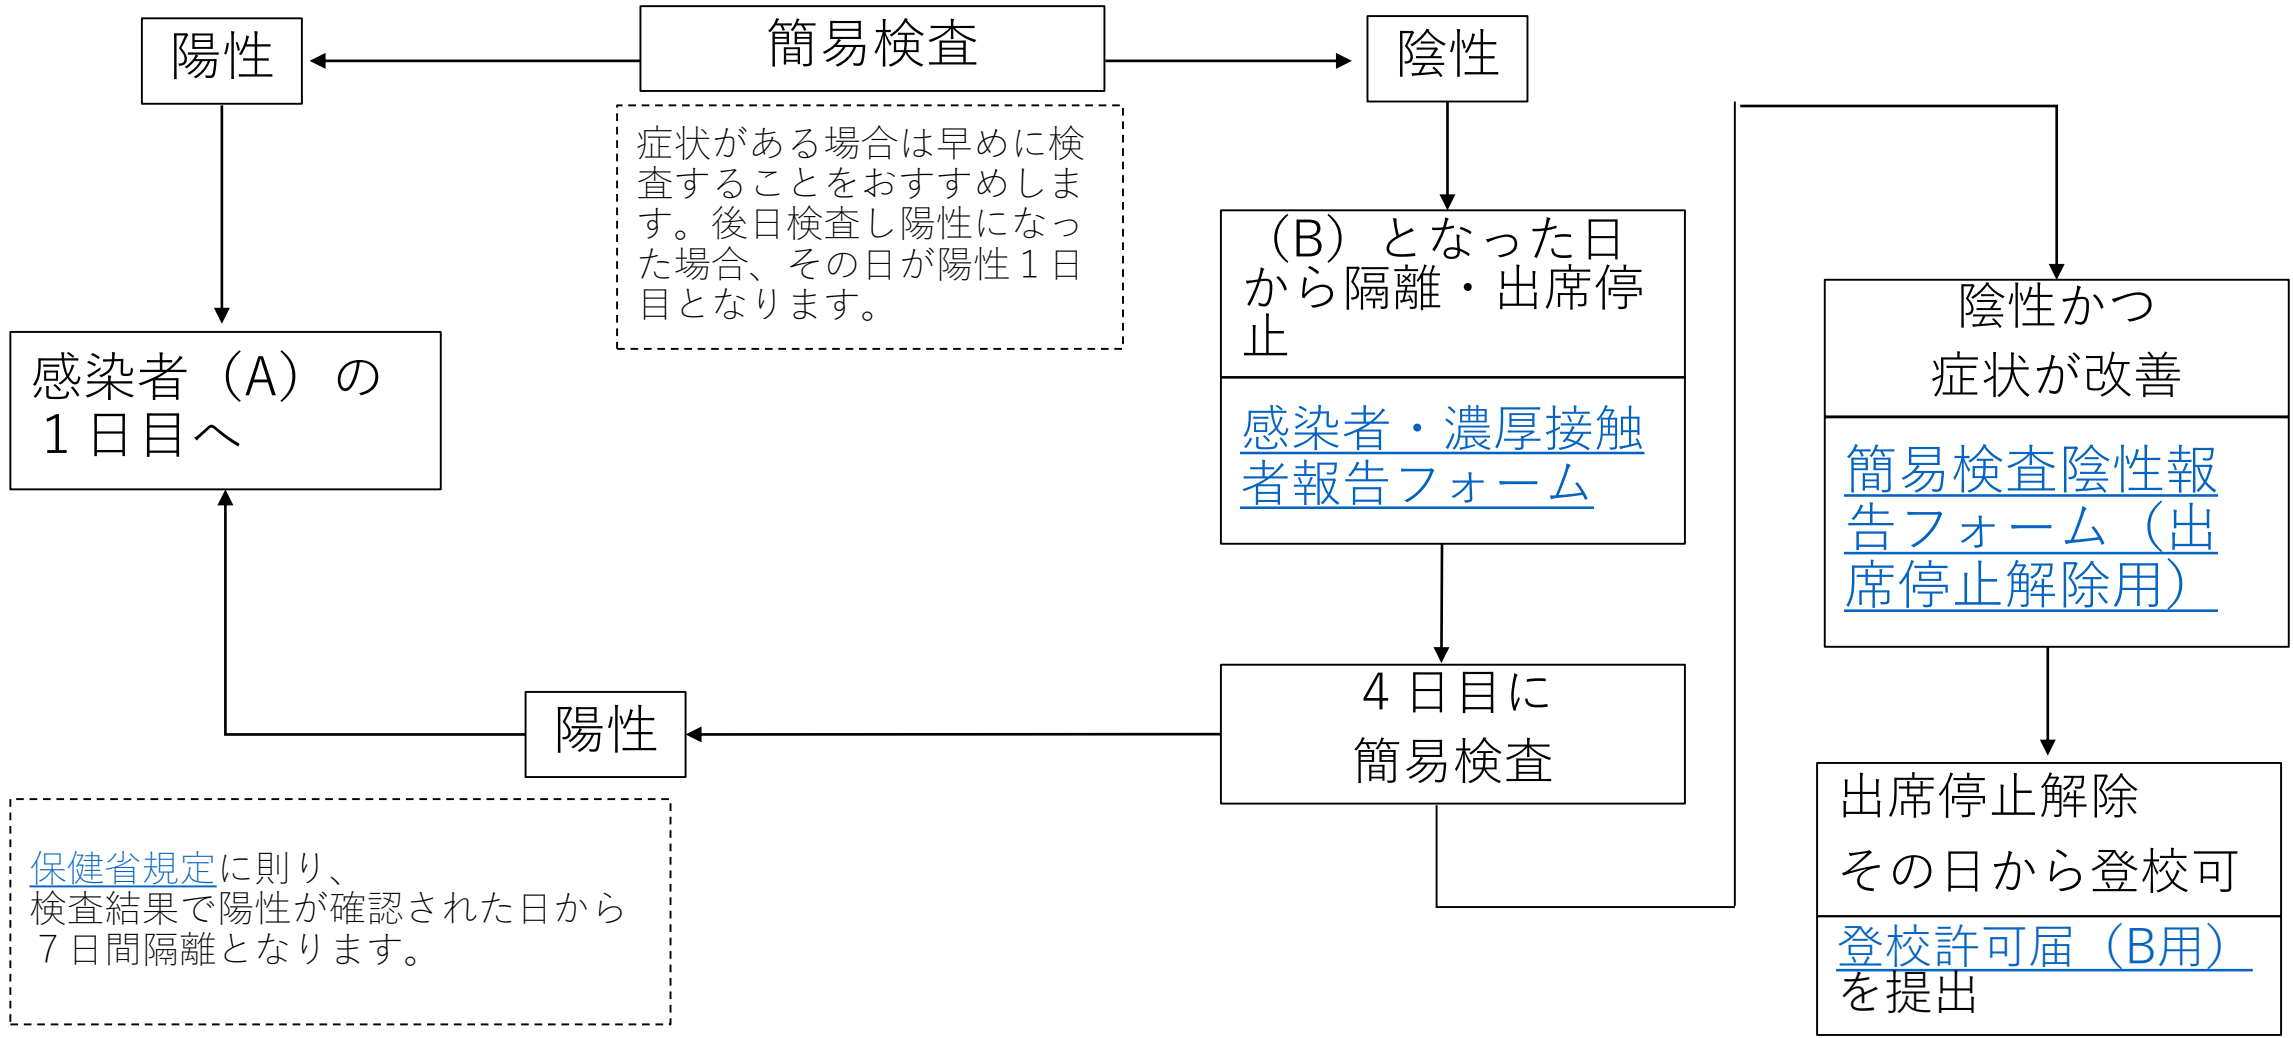 簡易検査
陽性
陰性
症状がある場合は早めに検
査することをおすすめしま
す。後日検査し陽性になっ
た場合、その日が陽性１日
目となります。
感染者（A）の
１日目へ
（B）となった日
から隔離・出席停
止
感染者・濃厚接触
者報告フォーム
４日目に
簡易検査
陽性
保健省規定に則り、
検査結果で陽性が確認された日から
７日間隔離となります。
陰性かつ
症状が改善
簡易検査陰性報
告フォーム（出
席停止解除用）
出席停止解除
その日から登校可
登校許可届（B用）
を提出